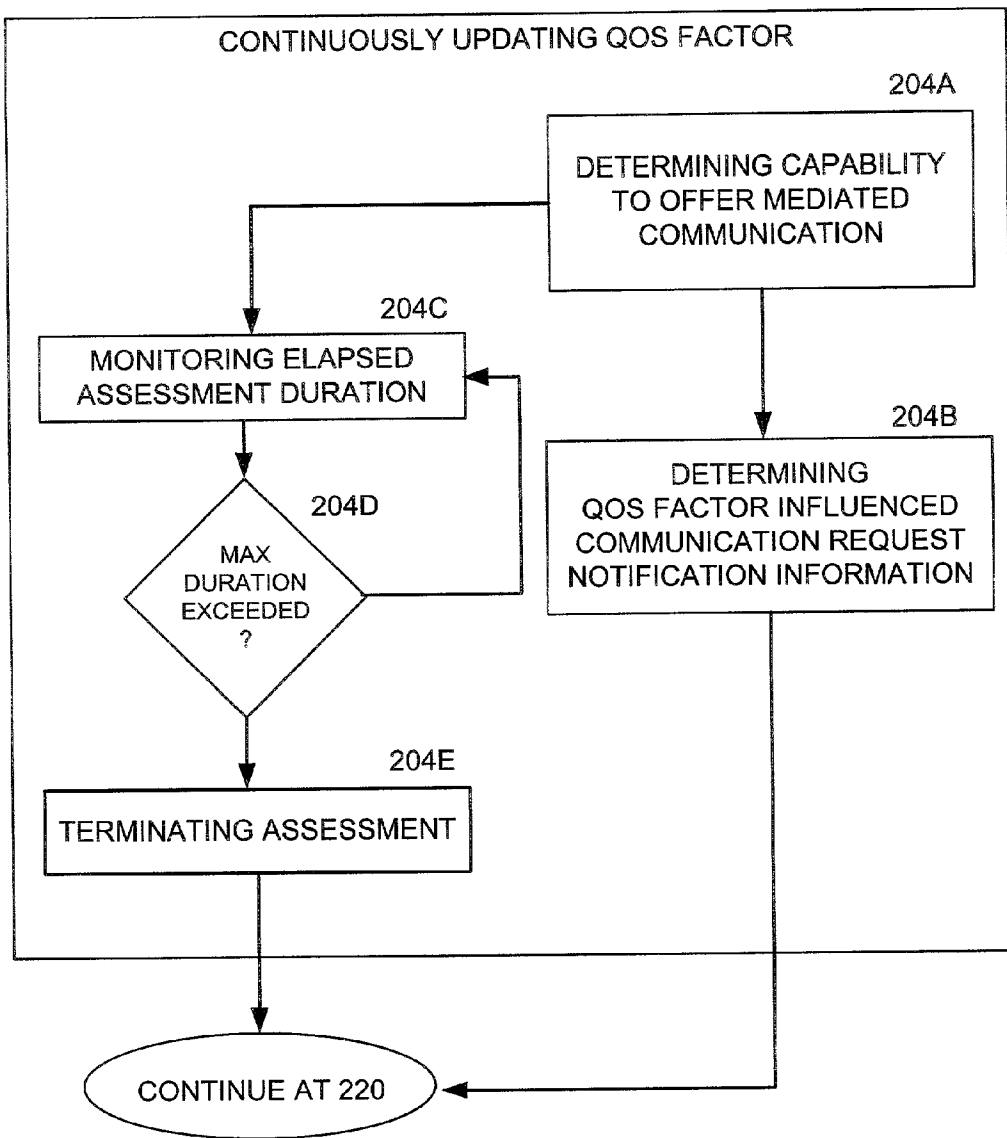 CONTINUOUSLY UPDATING QOS FACTOR
204A
DETERMINING CAPABILITY
TO OFFER MEDIATED
COMMUNICATION
204C
MONITORING ELAPSED
ASSESSMENT DURATION
204B
DETERMINING
QOS FACTOR INFLUENCED
COMMUNICATION REQUEST
NOTIFICATION INFORMATION
204D
MAX
DURATION
EXCEEDED
?
204E
TERMINATING ASSESSMENT
CONTINUE AT 220